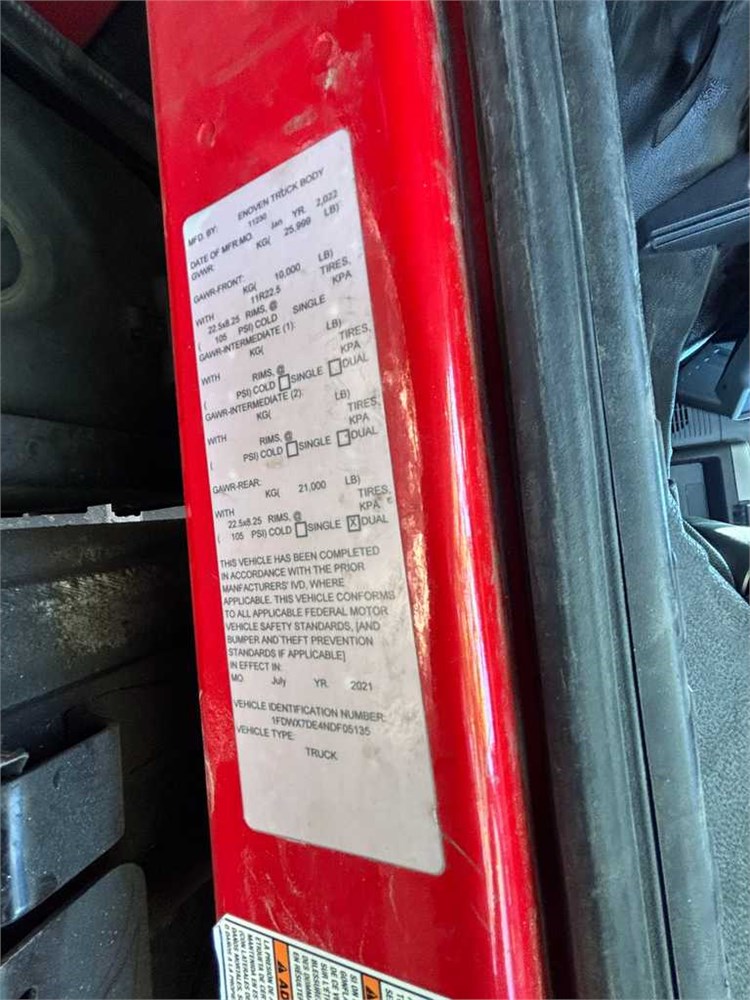 MFD. BY: ENOVEN TRUCK BODY
11230
DATE OF MFR:MO. Jan YR. 2,022
GVWR: KG( 25,999 LB)
GAWR-FRONT: KG( 10,000 LB)
WITH 11R22.5 TIRES,
22.5x8.25 RIMS, @ KPA
( 105 PSI) COLD SINGLE
GAWR-INTERMEDIATE (1): KG( LB)
WITH TIRES,
RIMS, @ KPA
( PSI) COLD SINGLE DUAL
GAWR-INTERMEDIATE (2): KG( LB)
WITH TIRES,
RIMS, @ KPA
( PSI) COLD SINGLE DUAL
GAWR-REAR: KG( 21,000 LB)
WITH TIRES,
22.5x8.25 RIMS, @ KPA
( 105 PSI) COLD SINGLE X DUAL
THIS VEHICLE HAS BEEN COMPLETED
IN ACCORDANCE WITH THE PRIOR
MANFACTURERS' IVD, WHERE
APPLICABLE. THIS VEHICLE CONFORMS
TO ALL APPLICABLE FEDERAL MOTOR
VEHICLE SAFETY STANDARDS, [AND
BUMPER AND THEFT PREVENTION
STANDARDS IF APPLICABLE]
IN EFFECT IN:
MO. July YR. 2021
VEHICLE IDENTIFICATION NUMBER:
1FDWX7DE4NDF05135
VEHICLE TYPE:
TRUCK